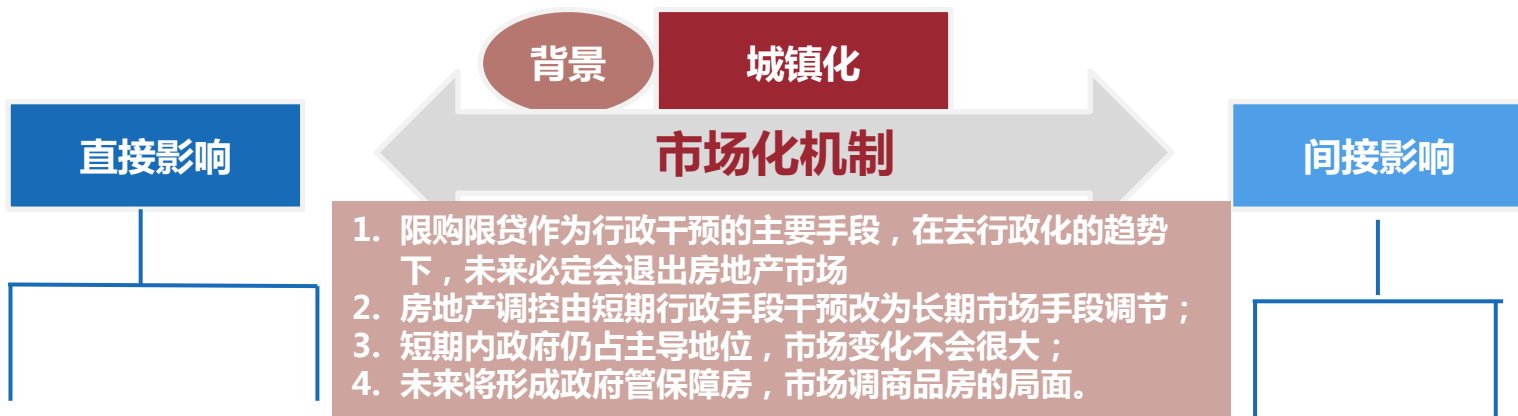 背景
城镇化
直接影响
市场化机制
间接影响
1. 限购限贷作为行政干预的主要手段，在去行政化的趋势
下，未来必定会退出房地产市场
2. 房地产调控由短期行政手段干预改为长期市场手段调节；
3. 短期内政府仍占主导地位，市场变化不会很大；
4. 未来将形成政府管保障房，市场调商品房的局面。